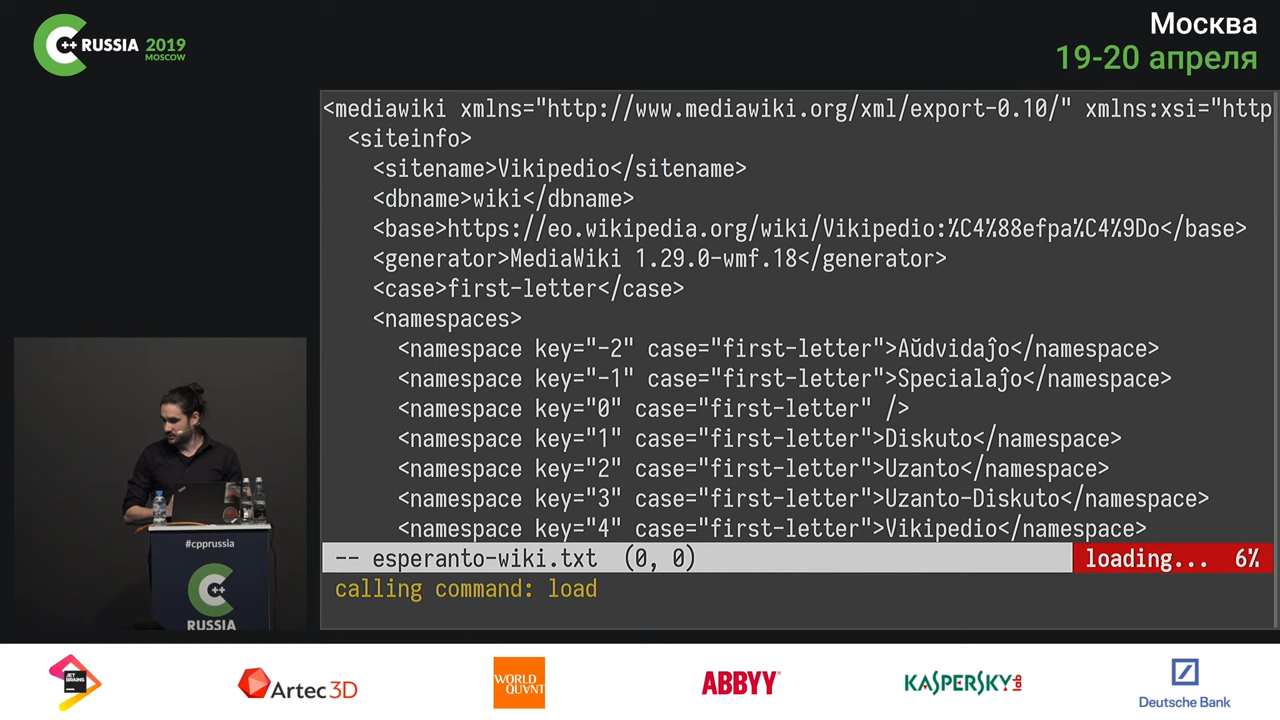 C++ RUSSIA 2019
MOSCOW
Москва
19-20 апреля
<mediawiki xmlns="http://www.mediawiki.org/xml/export-0.10/" xmlns:xsi="http
<siteinfo>
<sitename>Vikipedio</sitename>
<dbname>wiki</dbname>
<base>https://eo.wikipedia.org/wiki/Vikipedio:%C4%88efpa%C4%9Do</base>
<generator>MediaWiki 1.29.0-wmf.18</generator>
<case>first-letter</case>
<namespaces>
<namespace key="-2" case="first-letter">Aŭdvidaĵo</namespace>
<namespace key="-1" case="first-letter">Specialaĵo</namespace>
<namespace key="0" case="first-letter" />
<namespace key="1" case="first-letter">Diskuto</namespace>
<namespace key="2" case="first-letter">Uzanto</namespace>
<namespace key="3" case="first-letter">Uzanto-Diskuto</namespace>
<namespace key="4" case="first-letter">Vikipedio</namespace>
-- esperanto-wiki.txt (0, 0) loading... 6%
calling command: load
#cpprussia
C++
RUSSIA
JET BRAINS
Artec 3D
WORLD QUANT
ABBYY
KASPERSKY lab
Deutsche Bank